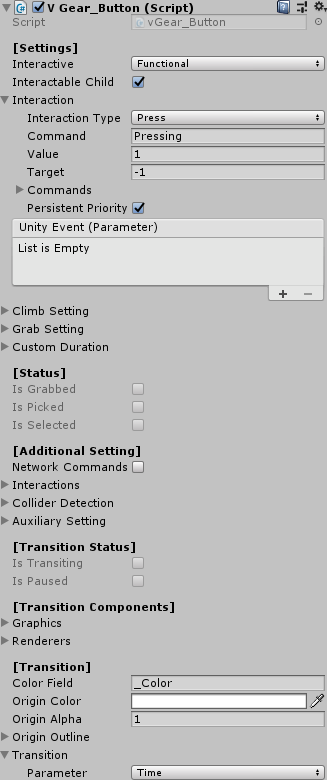 V Gear_Button (Script)
Script vGear_Button
[Settings]
Interactive Functional
Interactable Child
Interaction
Interaction Type Press
Command Pressing
Value 1
Target -1
Commands
Persistent Priority
Unity Event (Parameter)
List is Empty
Climb Setting
Grab Setting
Custom Duration
[Status]
Is Grabbed
Is Picked
Is Selected
[Additional Setting]
Network Commands
Interactions
Collider Detection
Auxiliary Setting
[Transition Status]
Is Transiting
Is Paused
[Transition Components]
Graphics
Renderers
[Transition]
Color Field _Color
Origin Color
Origin Alpha 1
Origin Outline
Transition
Parameter Time